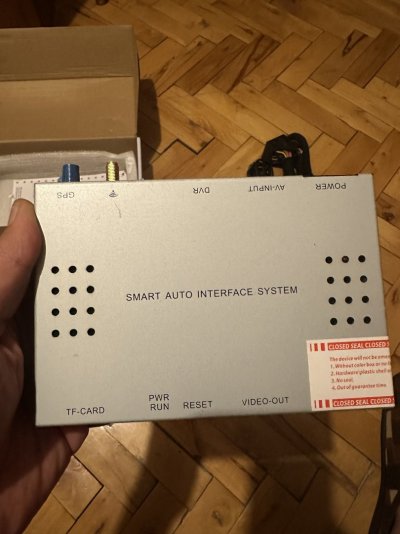 GPS
DVR
AV-INPUT
POWER
SMART AUTO INTERFACE SYSTEM
CLOSED SEAL CLOSED S
The device will not be
1. Without color box or
2. Hardware/plastic shell
3. No seal.
4. Out of guarantee time.
CLOSED SEAL CLOSED S
TF-CARD
PWR
RUN
RESET
VIDEO-OUT